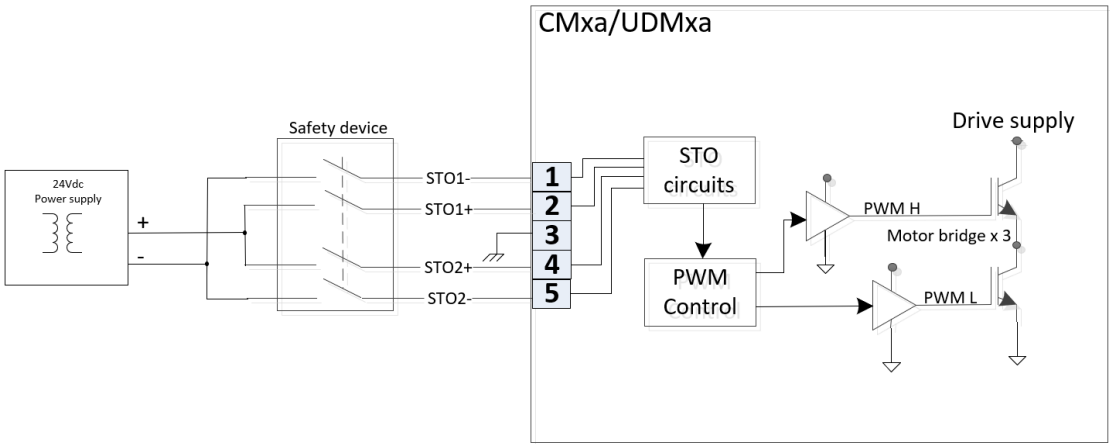 CMxa/UDMxa
Drive supply
Safety device
24Vdc
Power supply
+
-
STO1-
STO1+
STO2+
STO2-
1
2
3
4
5
STO
circuits
PWM
Control
PWM H
Motor bridge x 3
PWM L